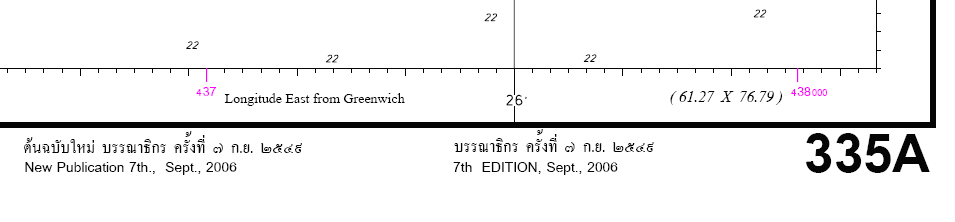 22
22
22
22
22
437
Longitude East from Greenwich
26'
( 61.27 X 76.79 )
438000
ต้นฉบับใหม่ บรรณาธิกร ครั้งที่ ๗ ก.ย. ๒๕๔๙
New Publication 7th., Sept., 2006
บรรณาธิกร ครั้งที่ ๗ ก.ย. ๒๕๔๙
7th EDITION, Sept., 2006
335A